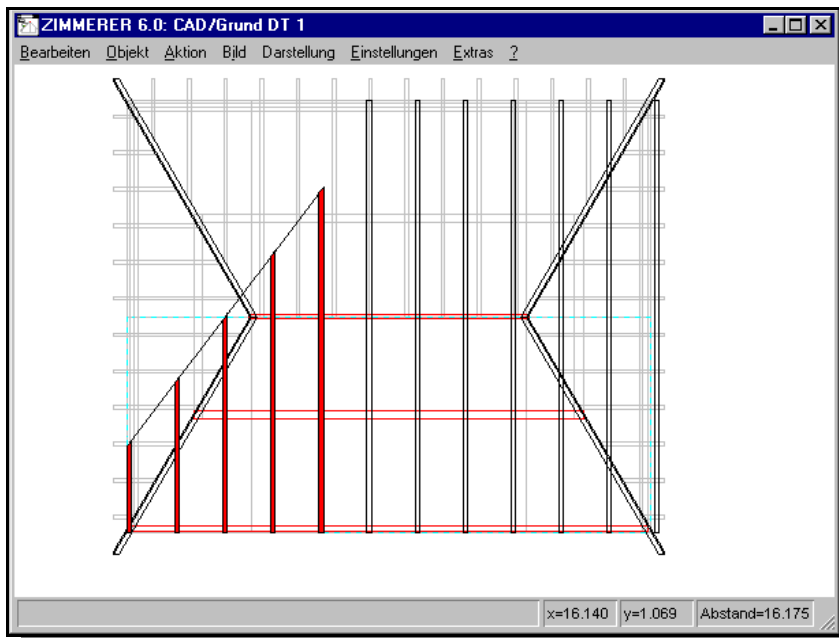 ZIMMERER 6.0: CAD/Grund DT 1
Bearbeiten Objekt Aktion Bild Darstellung Einstellungen Extras ?
x=16.140 y=1.069 Abstand=16.175